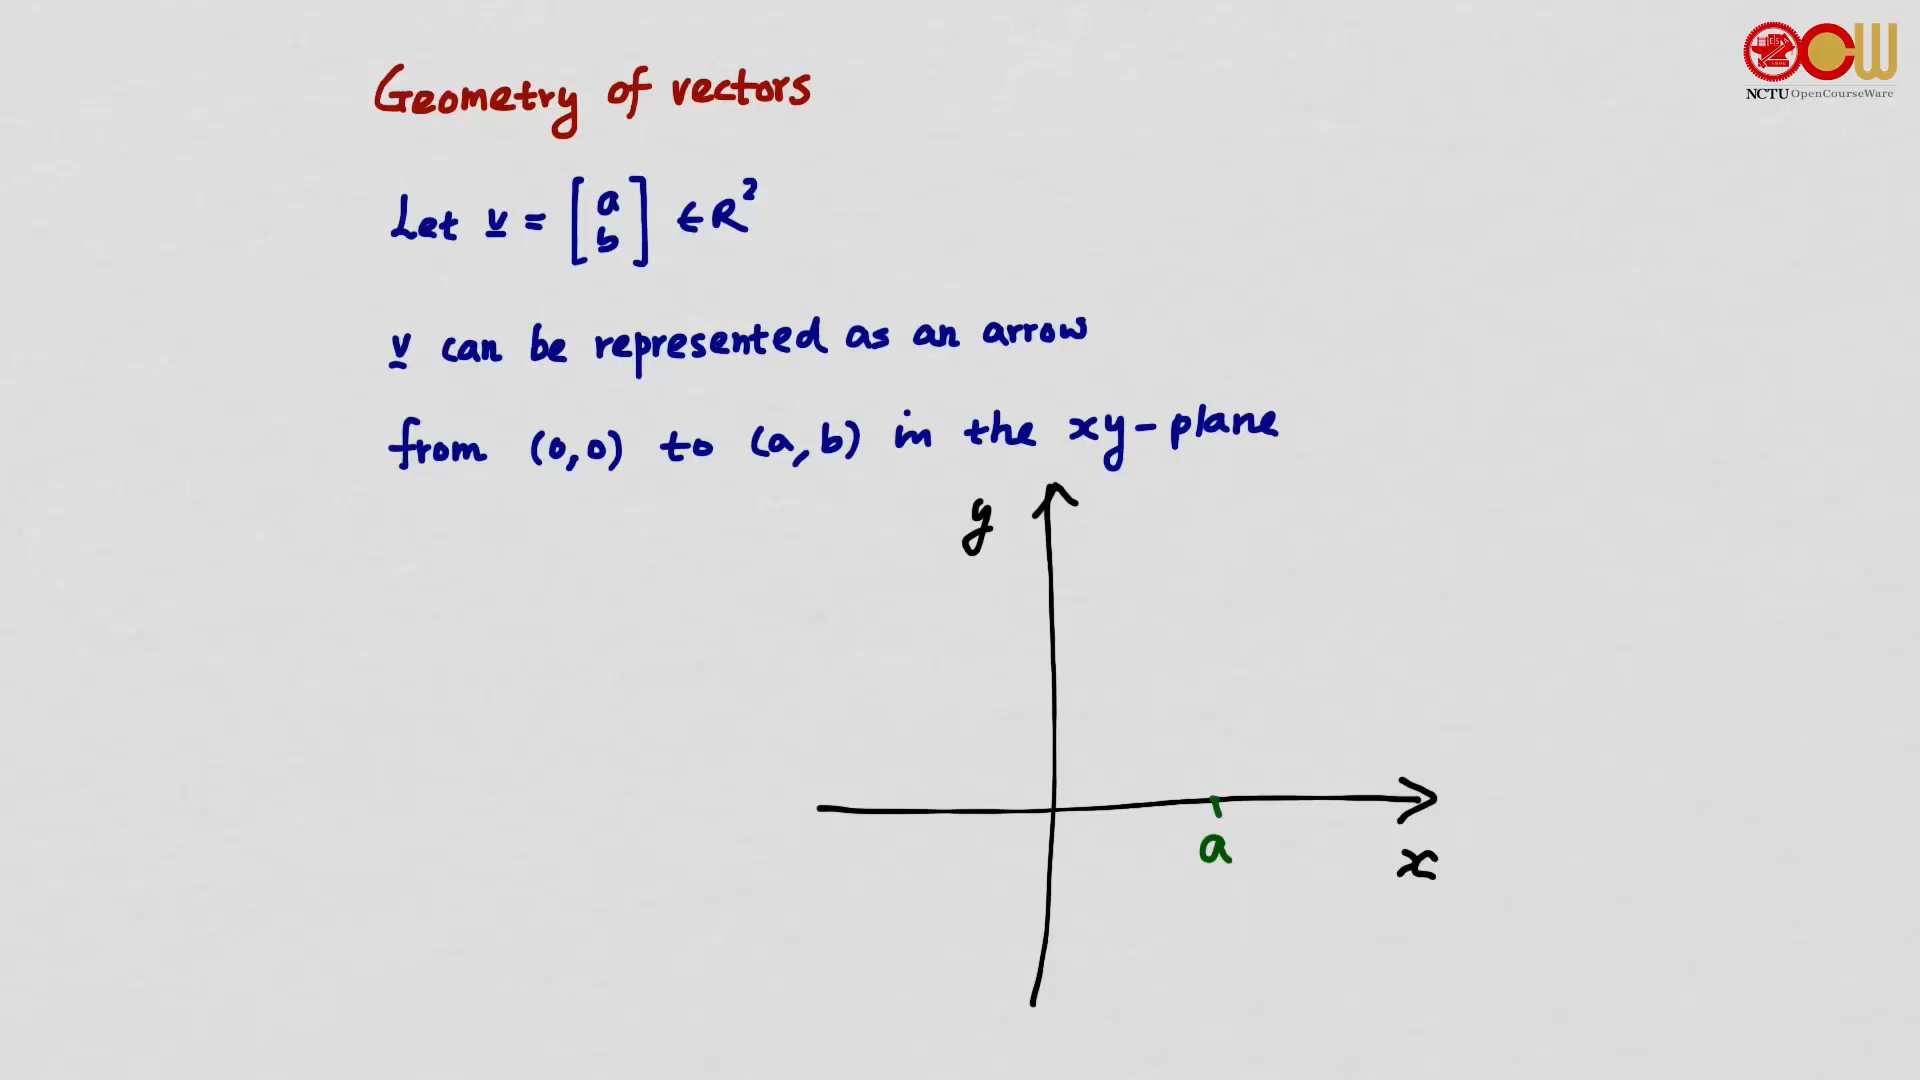 NCTU OpenCourseWare
Geometry of vectors
Let v = [a b] ∈ R²
v can be represented as an arrow
from (0,0) to (a,b) in the xy-plane
y
a
x